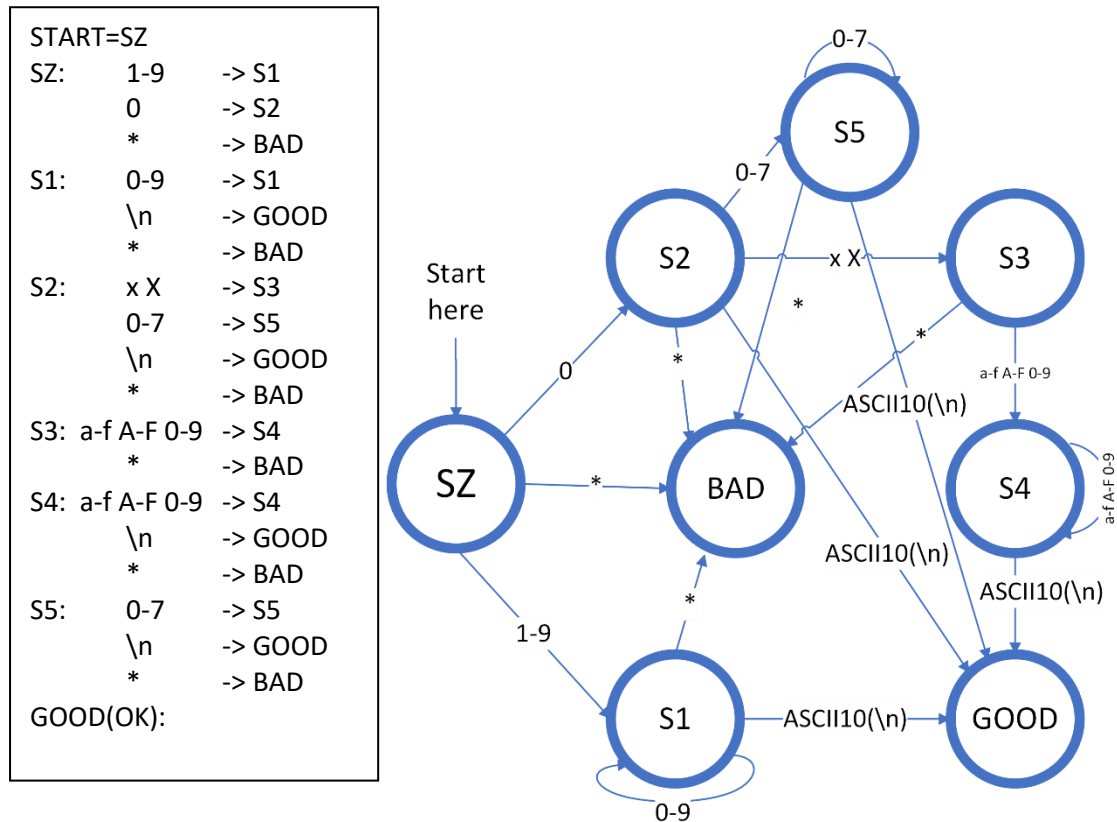 START=SZ
SZ: 1-9 -> S1
0 -> S2
* -> BAD
S1: 0-9 -> S1
\n -> GOOD
* -> BAD
S2: x X -> S3
0-7 -> S5
\n -> GOOD
* -> BAD
S3: a-f A-F 0-9 -> S4
* -> BAD
S4: a-f A-F 0-9 -> S4
\n -> GOOD
* -> BAD
S5: 0-7 -> S5
\n -> GOOD
* -> BAD
GOOD(OK):
0-7
S5
0-7
S2
x X
S3
Start
here
*
*
*
0
a-f A-F 0-9
ASCII10(\n)
SZ
*
BAD
S4
a-f A-F 0-9
ASCII10(\n)
ASCII10(\n)
*
1-9
S1
ASCII10(\n)
GOOD
0-9